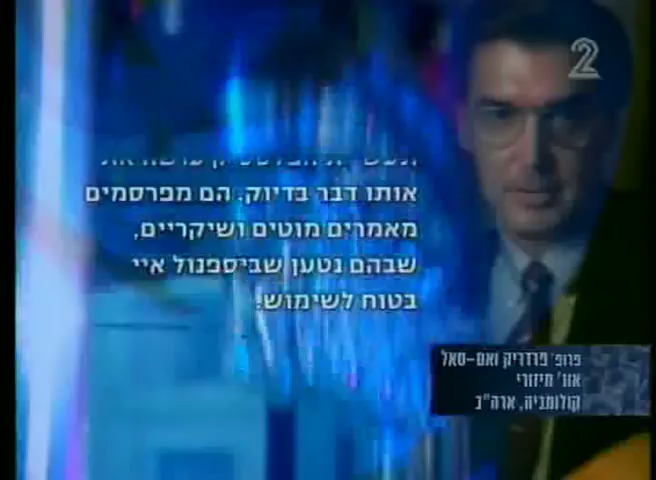 2
אותו דבר בדיוק. הם מפרסמים
מאמרים מוטים ושיקריים,
שבהם נטען שביספנול איי
בטוח לשימוש!
פרופ' פרדריק ואם-סאל
אונ' מיזורי
קולומביה, ארה"ב